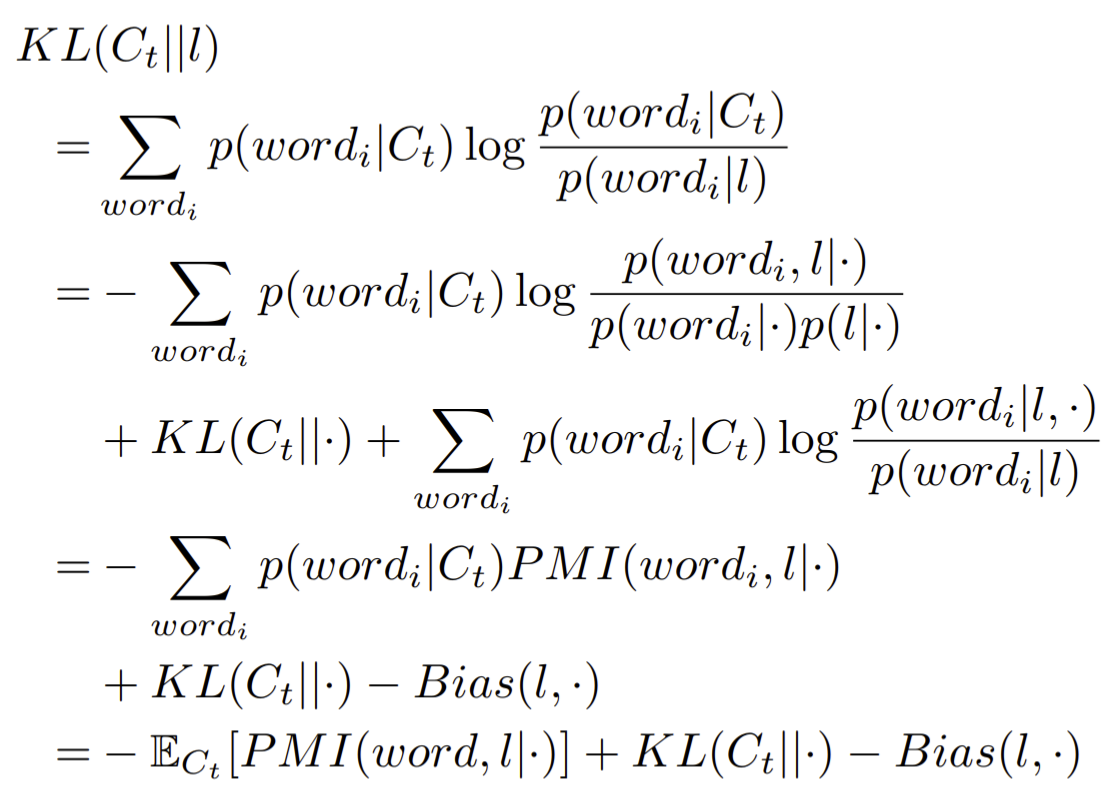 $KL(C_t||l)$
$= \sum_{word_i} p(word_i|C_t) \log \frac{p(word_i|C_t)}{p(word_i|l)}$
$= - \sum_{word_i} p(word_i|C_t) \log \frac{p(word_i, l|\cdot)}{p(word_i|\cdot)p(l|\cdot)}$
$+ KL(C_t||\cdot) + \sum_{word_i} p(word_i|C_t) \log \frac{p(word_i|l, \cdot)}{p(word_i|l)}$
$= - \sum_{word_i} p(word_i|C_t) PMI(word_i, l|\cdot)$
$+ KL(C_t||\cdot) - Bias(l, \cdot)$
$= - \mathbb{E}_{C_t}[PMI(word, l|\cdot)] + KL(C_t||\cdot) - Bias(l, \cdot)$